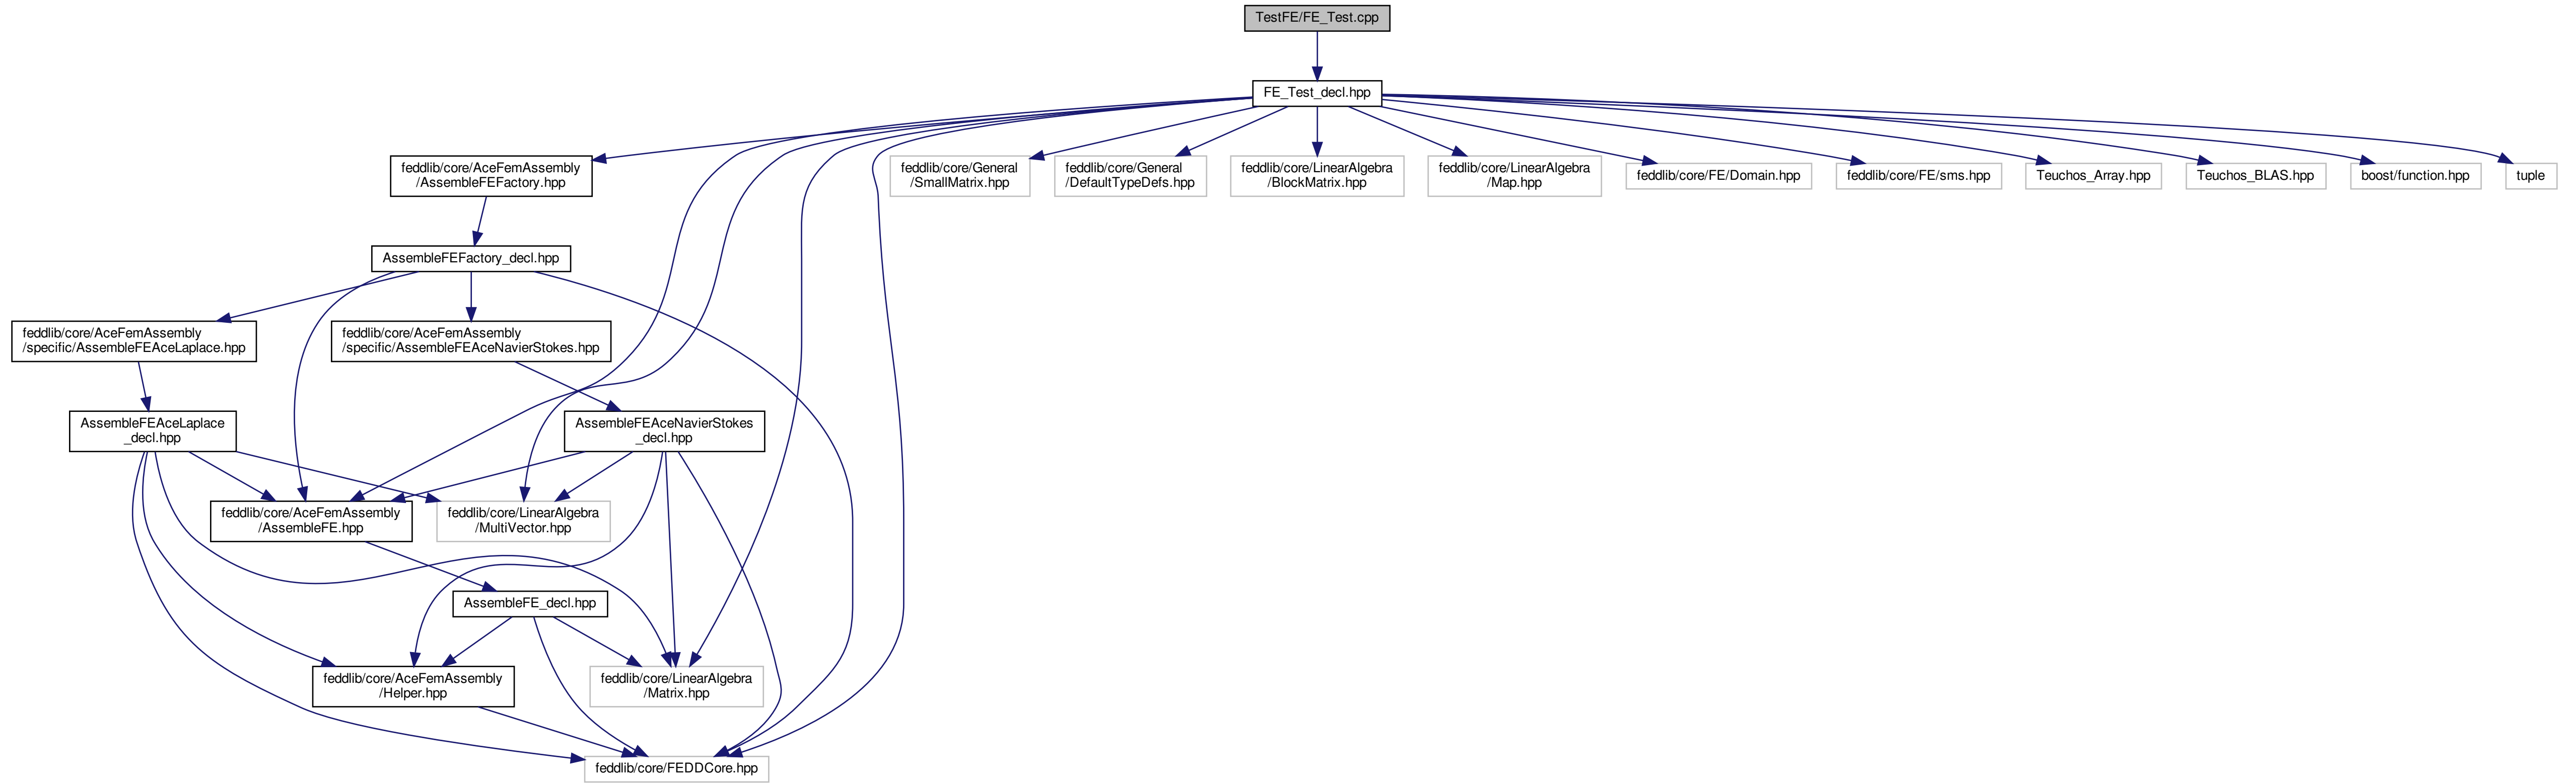 TestFE/FE_Test.cpp
FE_Test_decl.hpp
feddlib/core/AceFemAssembly
/AssembleFEFactory.hpp
feddlib/core/General
/SmallMatrix.hpp
feddlib/core/General
/DefaultTypeDefs.hpp
feddlib/core/LinearAlgebra
/BlockMatrix.hpp
feddlib/core/LinearAlgebra
/Map.hpp
feddlib/core/FE/Domain.hpp
feddlib/core/FE/sms.hpp
Teuchos_Array.hpp
Teuchos_BLAS.hpp
boost/function.hpp
tuple
AssembleFEFactory_decl.hpp
feddlib/core/AceFemAssembly
/specific/AssembleFEAceLaplace.hpp
feddlib/core/AceFemAssembly
/specific/AssembleFEAceNavierStokes.hpp
AssembleFEAceLaplace
_decl.hpp
AssembleFEAceNavierStokes
_decl.hpp
feddlib/core/AceFemAssembly
/AssembleFE.hpp
feddlib/core/LinearAlgebra
/MultiVector.hpp
AssembleFE_decl.hpp
feddlib/core/AceFemAssembly
/Helper.hpp
feddlib/core/LinearAlgebra
/Matrix.hpp
feddlib/core/FEDDCore.hpp